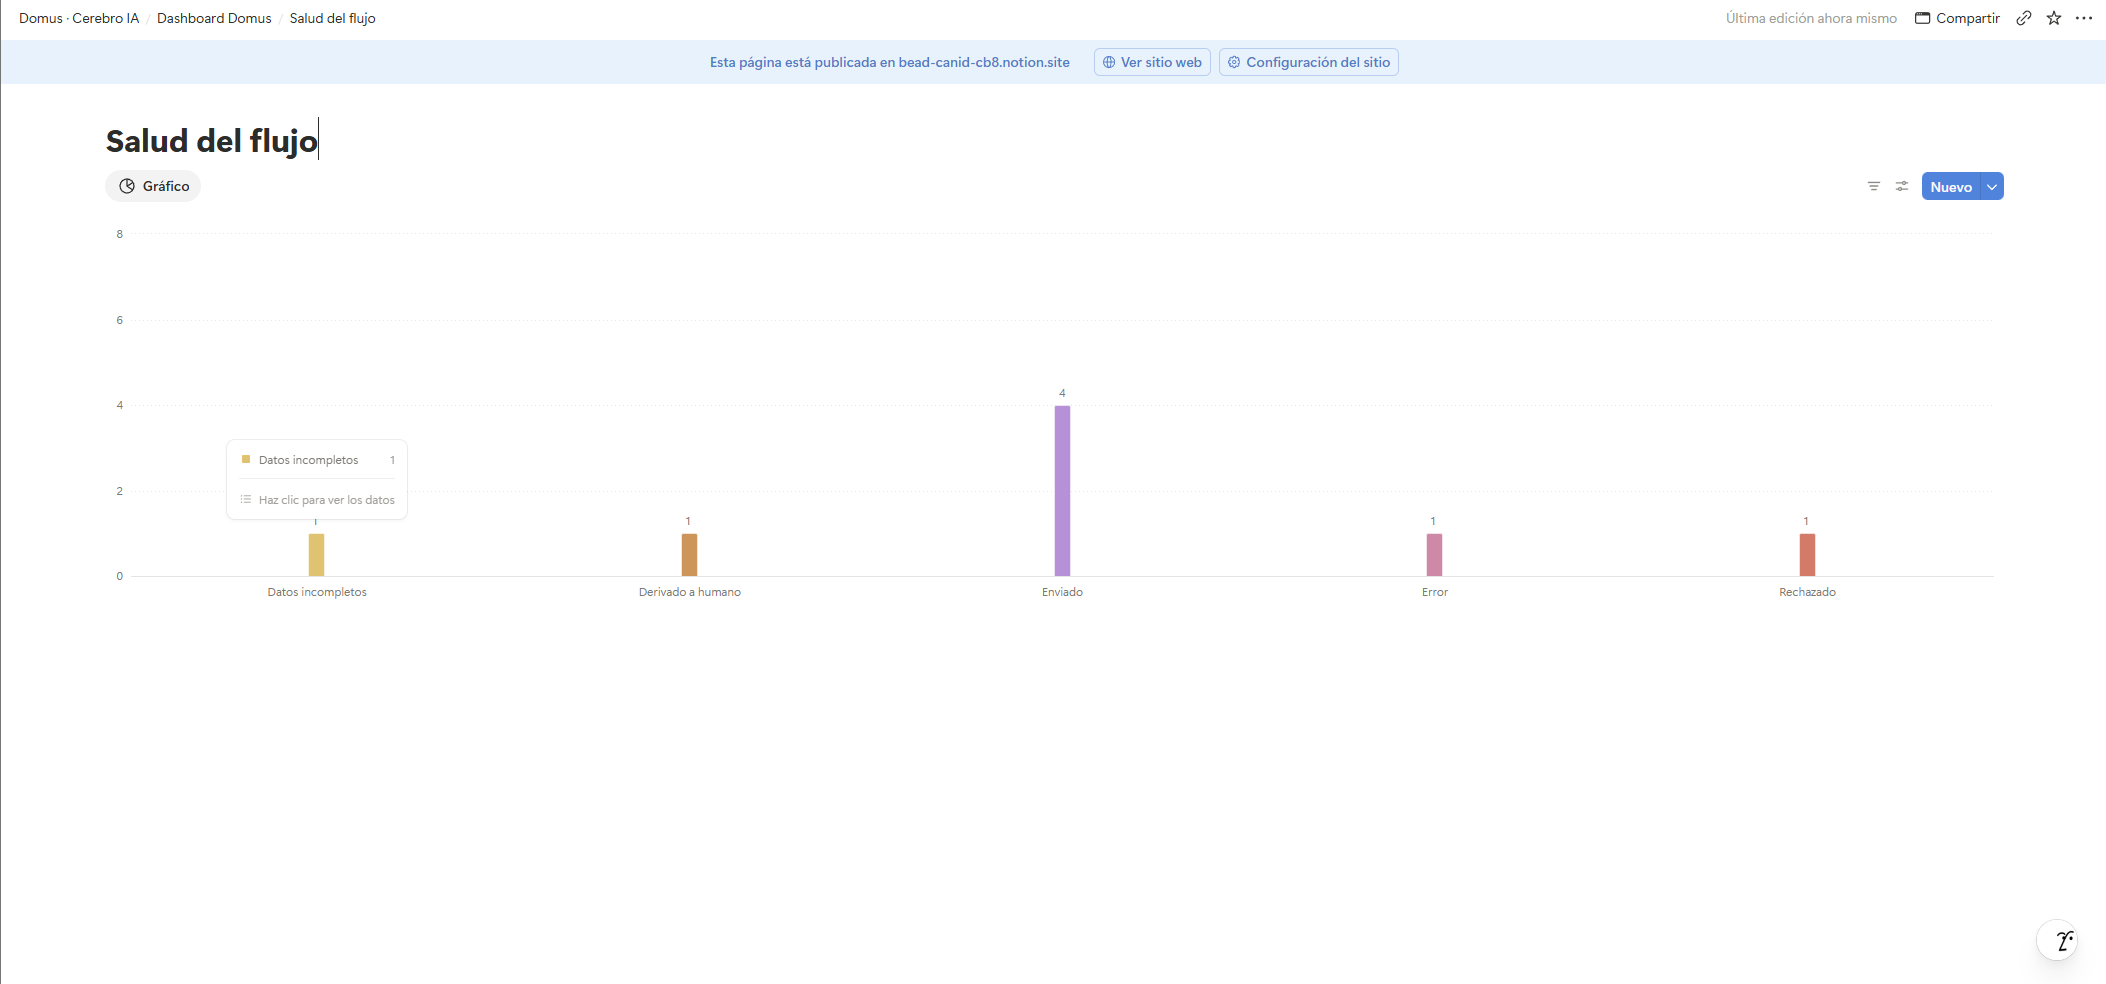 Domus · Cerebro IA / Dashboard Domus / Salud del flujo
Última edición ahora mismo
Compartir
Esta página está publicada en bead-canid-cb8.notion.site
Ver sitio web
Configuración del sitio
Salud del flujo
Gráfico
Nuevo
8
6
4
2
0
Datos incompletos 1
Haz clic para ver los datos
1
1
4
1
1
Datos incompletos
Derivado a humano
Enviado
Error
Rechazado